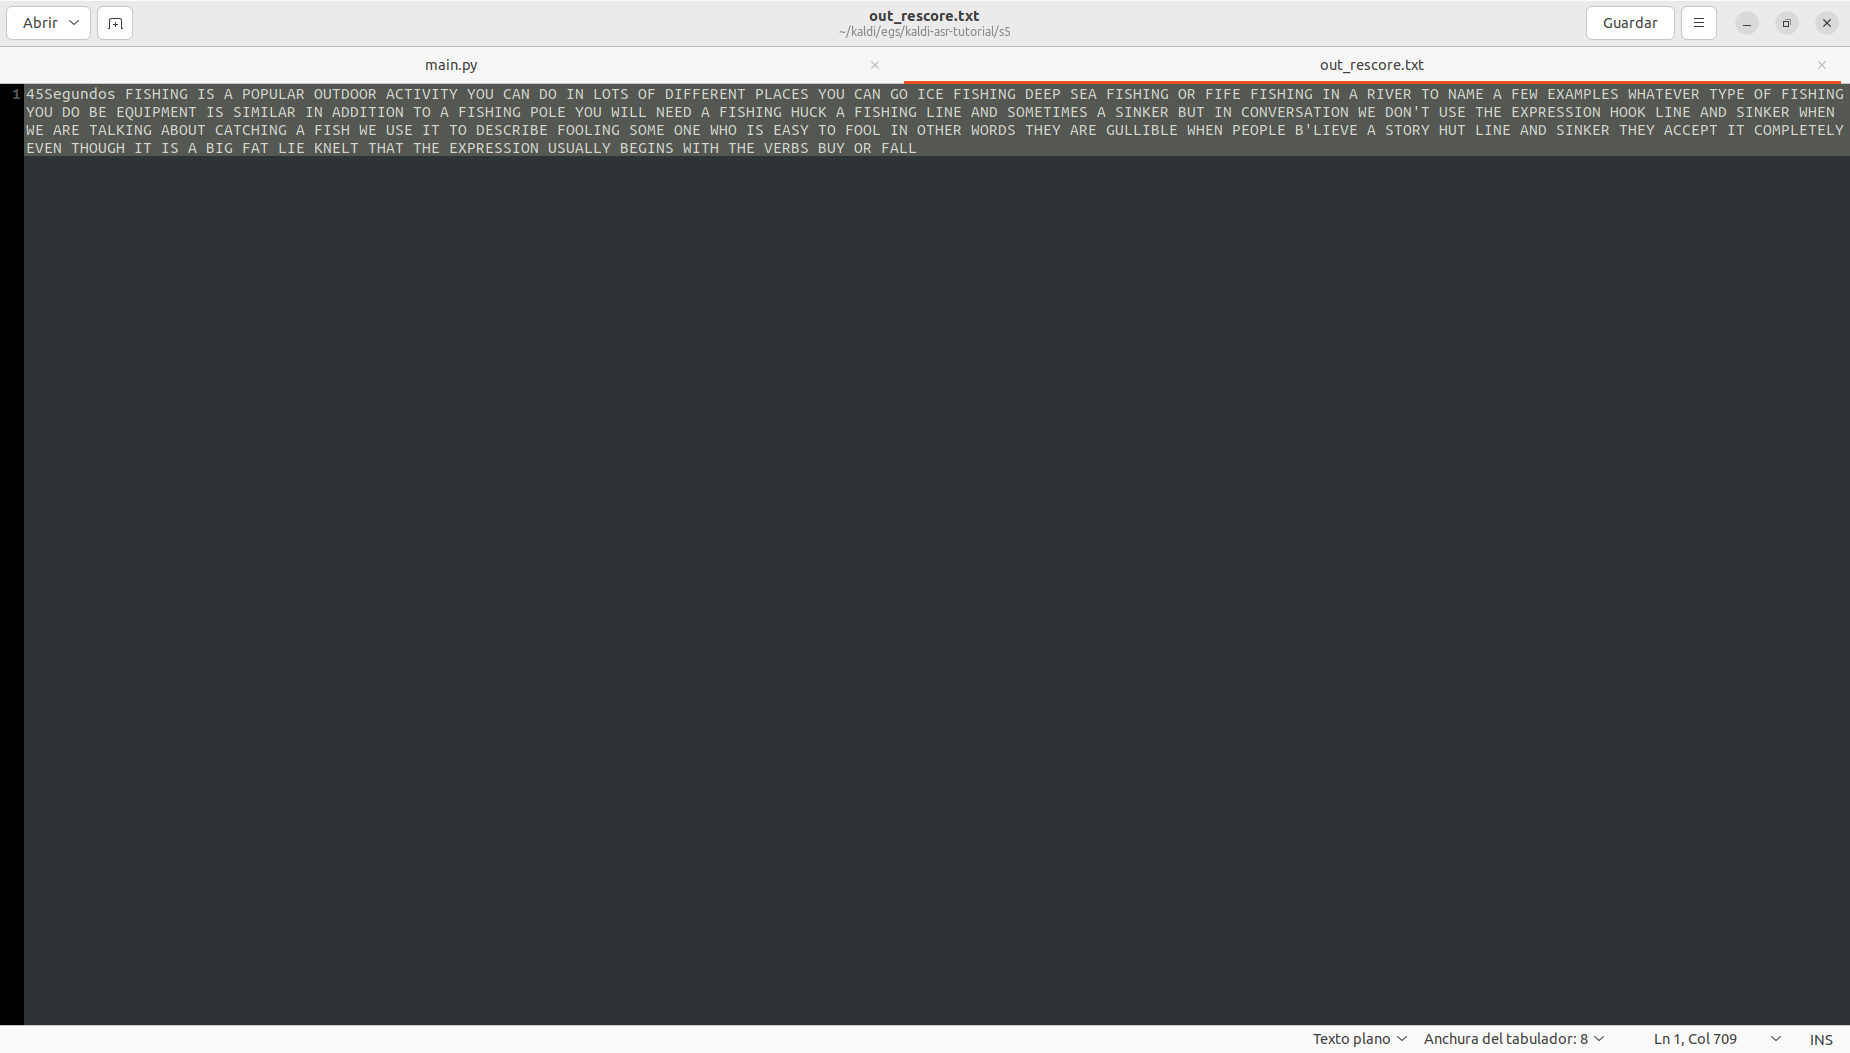 Abrir
out_rescore.txt
~/kaldi/egs/kaldi-asr-tutorial/s5
Guardar
main.py
out_rescore.txt
1 45Segundos FISHING IS A POPULAR OUTDOOR ACTIVITY YOU CAN DO IN LOTS OF DIFFERENT PLACES YOU CAN GO ICE FISHING DEEP SEA FISHING OR FIFE FISHING IN A RIVER TO NAME A FEW EXAMPLES WHATEVER TYPE OF FISHING
YOU DO BE EQUIPMENT IS SIMILAR IN ADDITION TO A FISHING POLE YOU WILL NEED A FISHING HUCK A FISHING LINE AND SOMETIMES A SINKER BUT IN CONVERSATION WE DON'T USE THE EXPRESSION HOOK LINE AND SINKER WHEN
WE ARE TALKING ABOUT CATCHING A FISH WE USE IT TO DESCRIBE FOOLING SOME ONE WHO IS EASY TO FOOL IN OTHER WORDS THEY ARE GULLIBLE WHEN PEOPLE B'LIEVE A STORY HUT LINE AND SINKER THEY ACCEPT IT COMPLETELY
EVEN THOUGH IT IS A BIG FAT LIE KNELT THAT THE EXPRESSION USUALLY BEGINS WITH THE VERBS BUY OR FALL
Texto plano Anchura del tabulador: 8 Ln 1, Col 709 INS